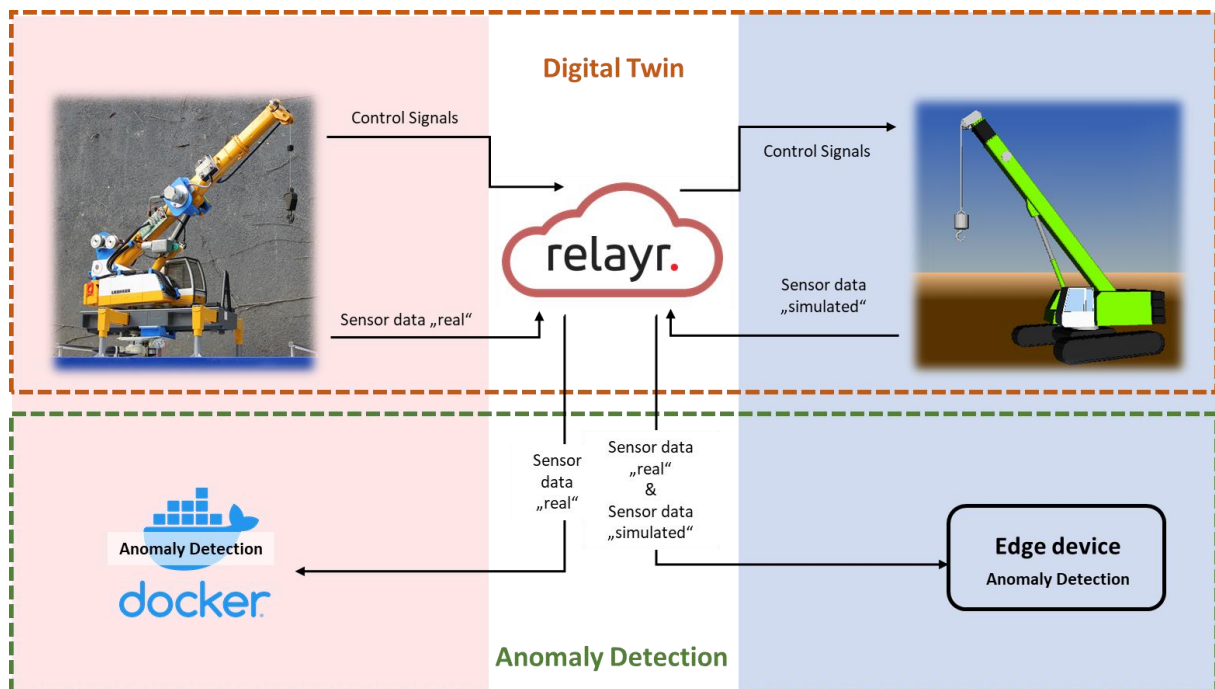 Digital Twin
Control Signals
Control Signals
relayr.
Sensor data „real“
Sensor data
„simulated“
LIEBHERR
Sensor
data
„real“
Sensor data
„real“
&
Sensor data
„simulated“
Anomaly Detection
docker
Edge device
Anomaly Detection
Anomaly Detection